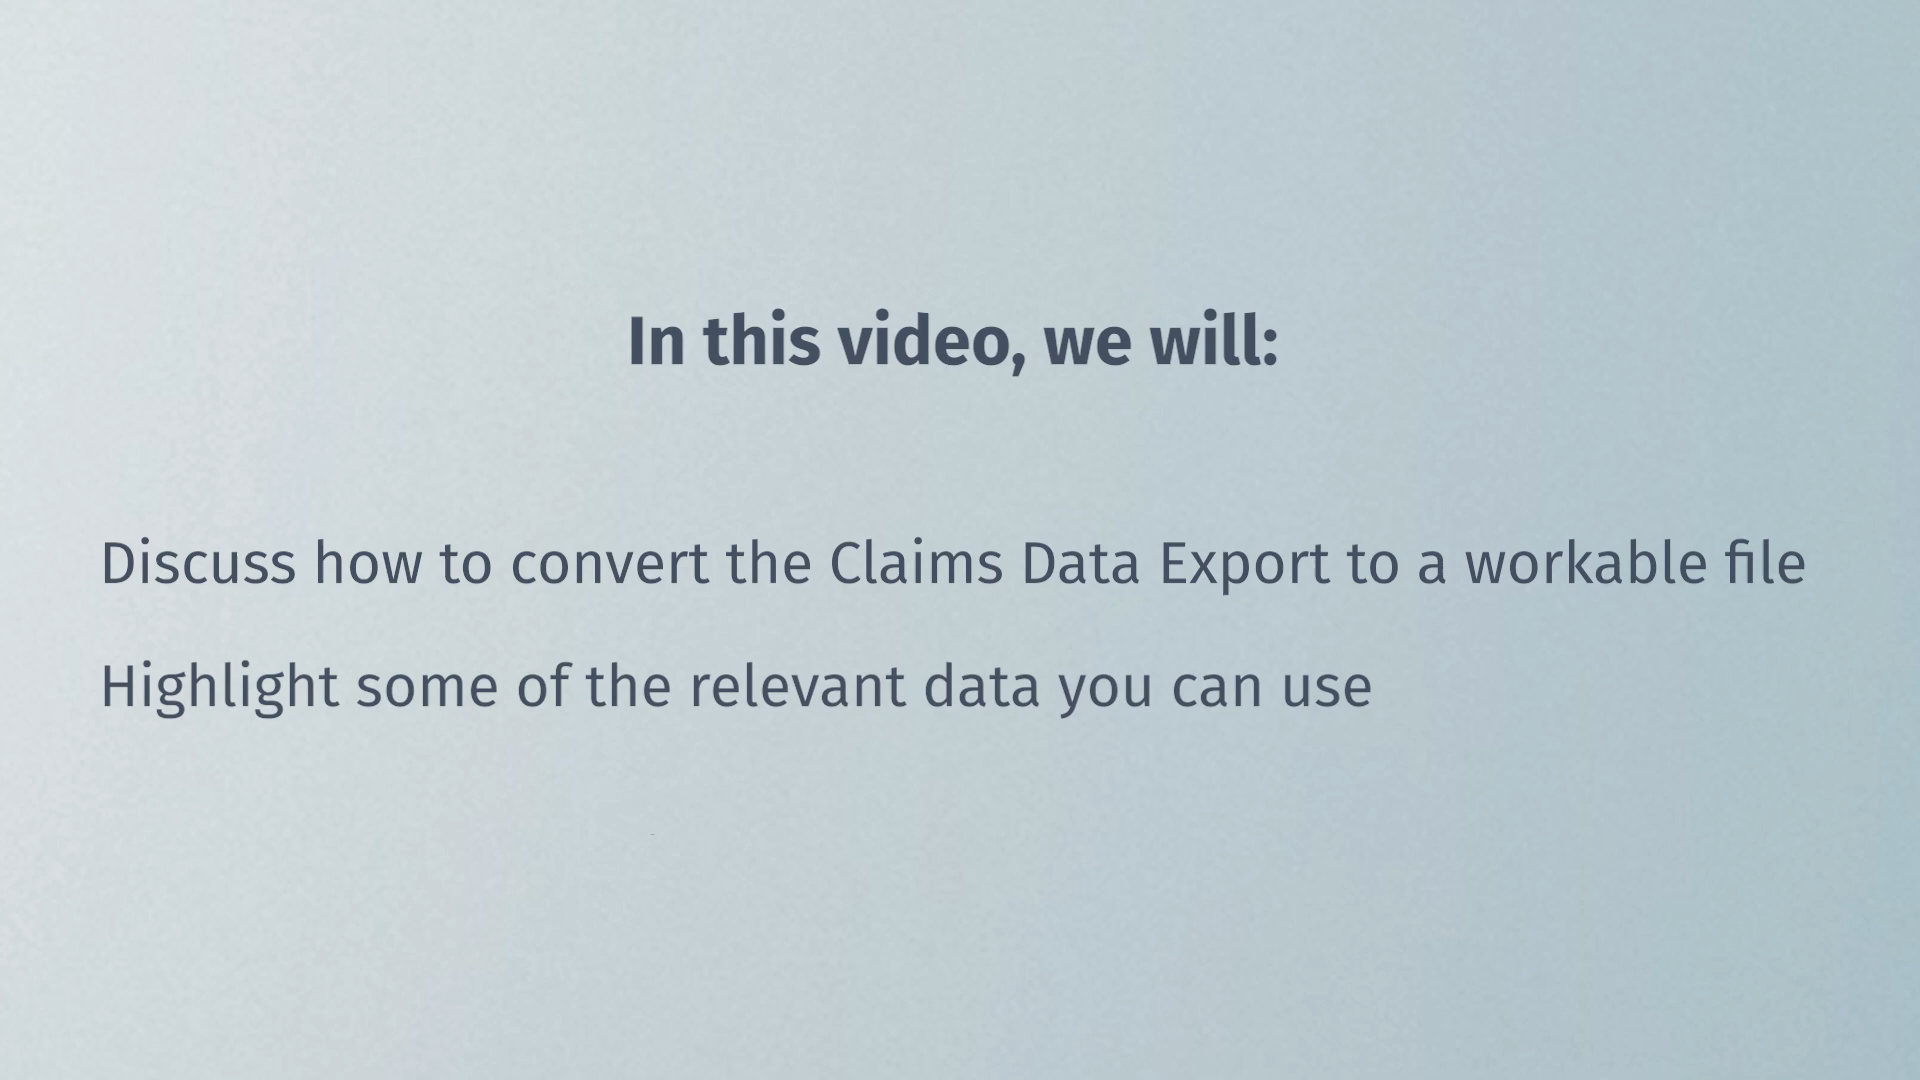 In this video, we will:
Discuss how to convert the Claims Data Export to a workable file
Highlight some of the relevant data you can use